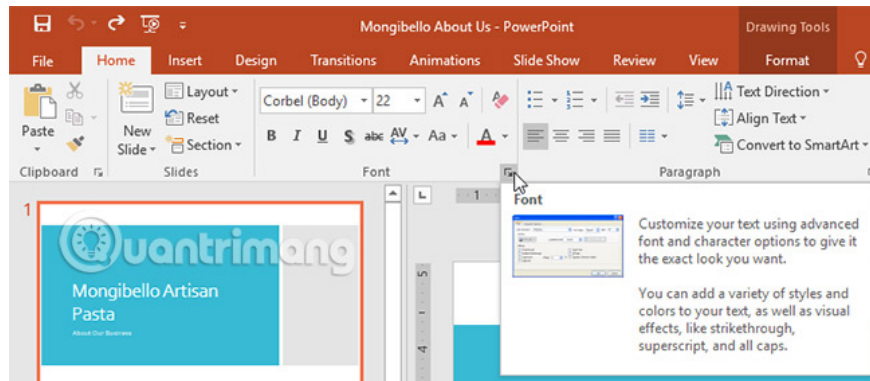 Mongibello About Us - PowerPoint
Drawing Tools
File Home Insert Design Transitions Animations Slide Show Review View Format
Paste
New Slide
Layout
Reset
Section
Corbel (Body) 22
B I U S abc AV Aa A
Text Direction
Align Text
Convert to SmartArt
Clipboard Slides Font Paragraph
1
Quantrimang
Mongibello Artisan
Pasta
About Our Business
L
1
5
4
Font
Customize your text using advanced
font and character options to give it
the exact look you want.
You can add a variety of styles and
colors to your text, as well as visual
effects, like strikethrough,
superscript, and all caps.